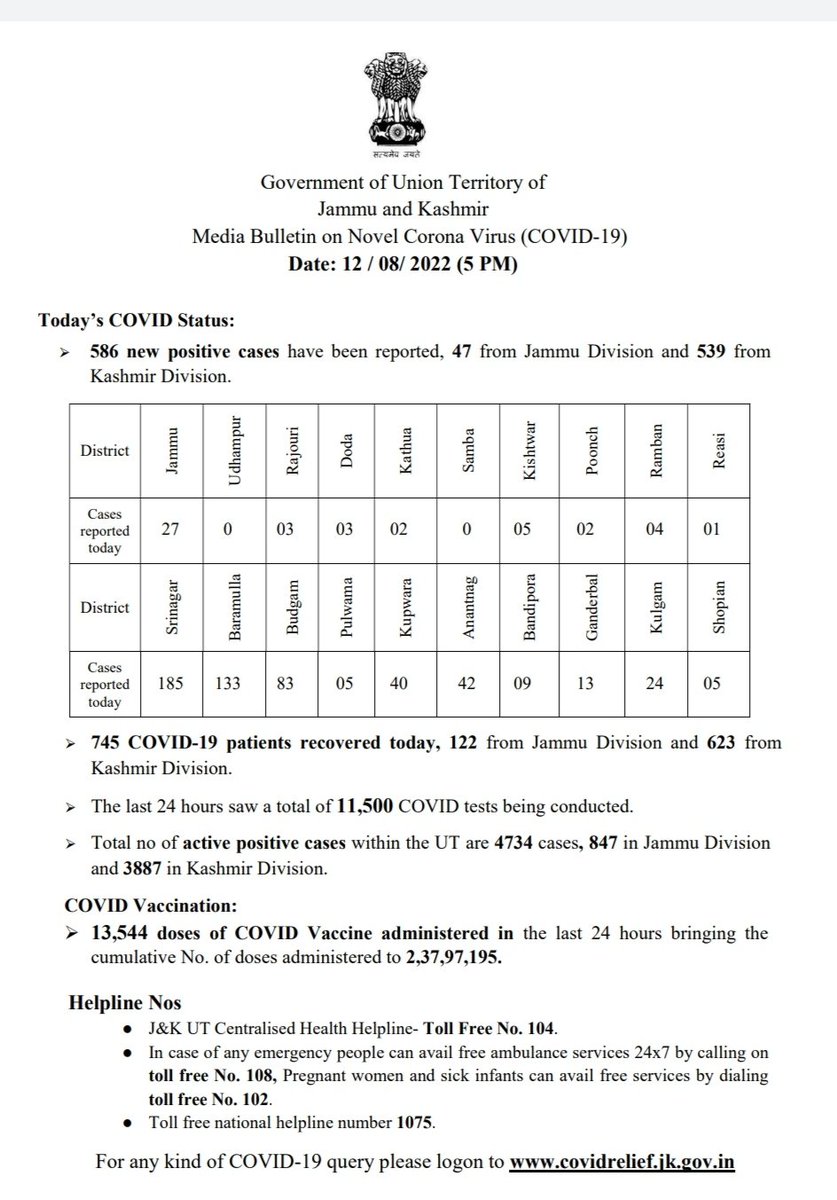 सत्यमेव जयते
Government of Union Territory of
Jammu and Kashmir
Media Bulletin on Novel Corona Virus (COVID-19)
Date: 12 / 08/ 2022 (5 PM)
Today’s COVID Status:
➢ 586 new positive cases have been reported, 47 from Jammu Division and 539 from
Kashmir Division.
District Jammu Udhampur Rajouri Doda Kathua Samba Kishtwar Poonch Ramban Reasi
Cases
reported
today 27 0 03 03 02 0 05 02 04 01
District Srinagar Baramulla Budgam Pulwama Kupwara Anantnag Bandipora Ganderbal Kulgam Shopian
Cases
reported
today 185 133 83 05 40 42 09 13 24 05
➢ 745 COVID-19 patients recovered today, 122 from Jammu Division and 623 from
Kashmir Division.
➢ The last 24 hours saw a total of 11,500 COVID tests being conducted.
➢ Total no of active positive cases within the UT are 4734 cases, 847 in Jammu Division
and 3887 in Kashmir Division.
COVID Vaccination:
➢ 13,544 doses of COVID Vaccine administered in the last 24 hours bringing the
cumulative No. of doses administered to 2,37,97,195.
Helpline Nos
● J&K UT Centralised Health Helpline- Toll Free No. 104.
● In case of any emergency people can avail free ambulance services 24x7 by calling on
toll free No. 108, Pregnant women and sick infants can avail free services by dialing
toll free No. 102.
● Toll free national helpline number 1075.
For any kind of COVID-19 query please logon to www.covidrelief.jk.gov.in